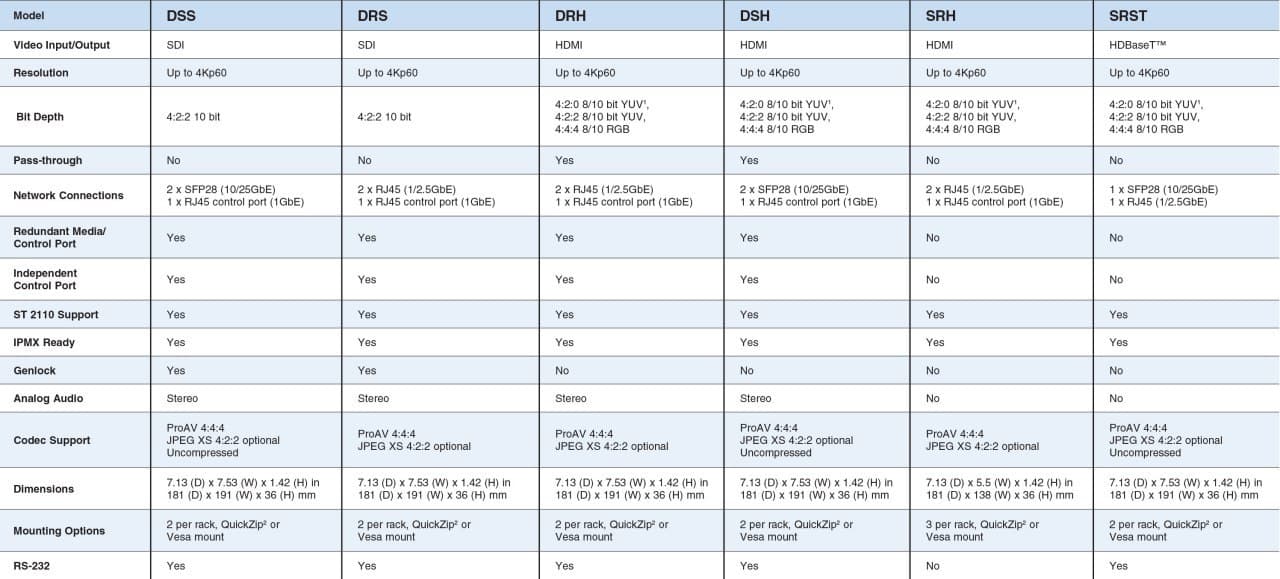 Model DSS DRS DRH DSH SRH SRST
Video Input/Output SDI SDI HDMI HDMI HDMI HDBaseT™
Resolution Up to 4Kp60 Up to 4Kp60 Up to 4Kp60 Up to 4Kp60 Up to 4Kp60 Up to 4Kp60
Bit Depth 4:2:2 10 bit 4:2:2 10 bit
4:2:0 8/10 bit YUV¹,
4:2:2 8/10 bit YUV,
4:4:4 8/10 RGB
4:2:0 8/10 bit YUV¹,
4:2:2 8/10 bit YUV,
4:4:4 8/10 RGB
4:2:0 8/10 bit YUV¹,
4:2:2 8/10 bit YUV,
4:4:4 8/10 RGB
4:2:0 8/10 bit YUV¹,
4:2:2 8/10 bit YUV,
4:4:4 8/10 RGB
Pass-through No No Yes Yes No No
Network Connections
2 x SFP28 (10/25GbE)
1 x RJ45 control port (1GbE)
2 x RJ45 (1/2.5GbE)
1 x RJ45 control port (1GbE)
2 x RJ45 (1/2.5GbE)
1 x RJ45 control port (1GbE)
2 x SFP28 (10/25GbE)
1 x RJ45 control port (1GbE)
2 x RJ45 (1/2.5GbE)
1 x RJ45 control port (1GbE)
1 x SFP28 (10/25GbE)
1 x RJ45 (1/2.5GbE)
Redundant Media/
Control Port
Yes Yes Yes Yes No No
Independent
Control Port
Yes Yes Yes Yes No No
ST 2110 Support Yes Yes Yes Yes Yes Yes
IPMX Ready Yes Yes Yes Yes Yes Yes
Genlock Yes Yes No No No No
Analog Audio Stereo Stereo Stereo Stereo No No
Codec Support
ProAV 4:4:4
JPEG XS 4:2:2 optional
Uncompressed
ProAV 4:4:4
JPEG XS 4:2:2 optional
ProAV 4:4:4
JPEG XS 4:2:2 optional
ProAV 4:4:4
JPEG XS 4:2:2 optional
Uncompressed
ProAV 4:4:4
JPEG XS 4:2:2 optional
ProAV 4:4:4
JPEG XS 4:2:2 optional
Uncompressed
Dimensions
7.13 (D) x 7.53 (W) x 1.42 (H) in
181 (D) x 191 (W) x 36 (H) mm
7.13 (D) x 7.53 (W) x 1.42 (H) in
181 (D) x 191 (W) x 36 (H) mm
7.13 (D) x 7.53 (W) x 1.42 (H) in
181 (D) x 191 (W) x 36 (H) mm
7.13 (D) x 7.53 (W) x 1.42 (H) in
181 (D) x 191 (W) x 36 (H) mm
7.13 (D) x 5.5 (W) x 1.42 (H) in
181 (D) x 138 (W) x 36 (H) mm
7.13 (D) x 7.53 (W) x 1.42 (H) in
181 (D) x 191 (W) x 36 (H) mm
Mounting Options
2 per rack, QuickZip² or
Vesa mount
2 per rack, QuickZip² or
Vesa mount
2 per rack, QuickZip² or
Vesa mount
2 per rack, QuickZip² or
Vesa mount
3 per rack, QuickZip² or
Vesa mount
2 per rack, QuickZip² or
Vesa mount
RS-232 Yes Yes Yes Yes No Yes